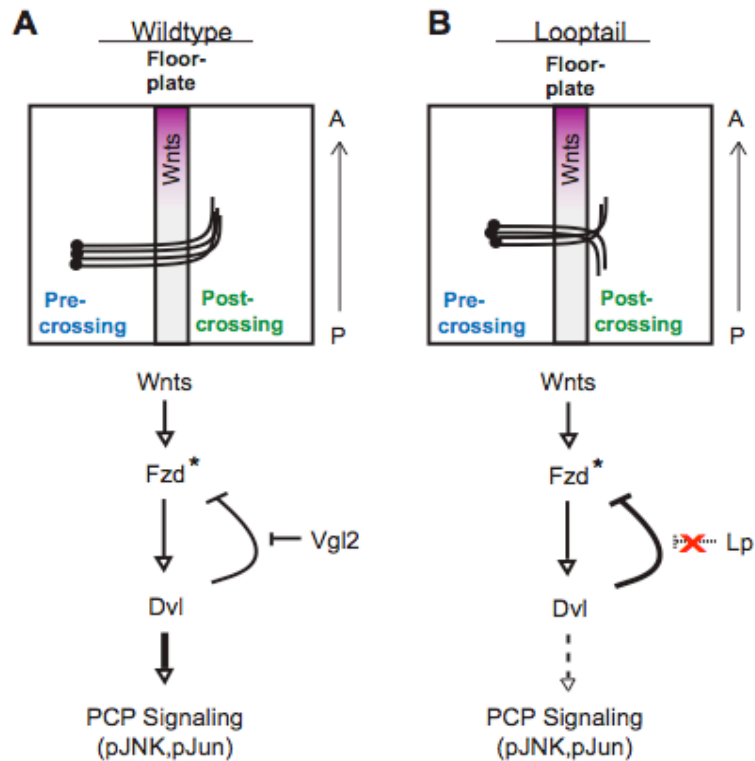 A
Wildtype
Floor-
plate
Wnts
A
P
Pre-
crossing
Post-
crossing
Wnts
Fzd*
Vgl2
Dvl
PCP Signaling
(pJNK,pJun)
B
Looptail
Floor-
plate
Wnts
A
P
Pre-
crossing
Post-
crossing
Wnts
Fzd*
Lp
Dvl
PCP Signaling
(pJNK,pJun)